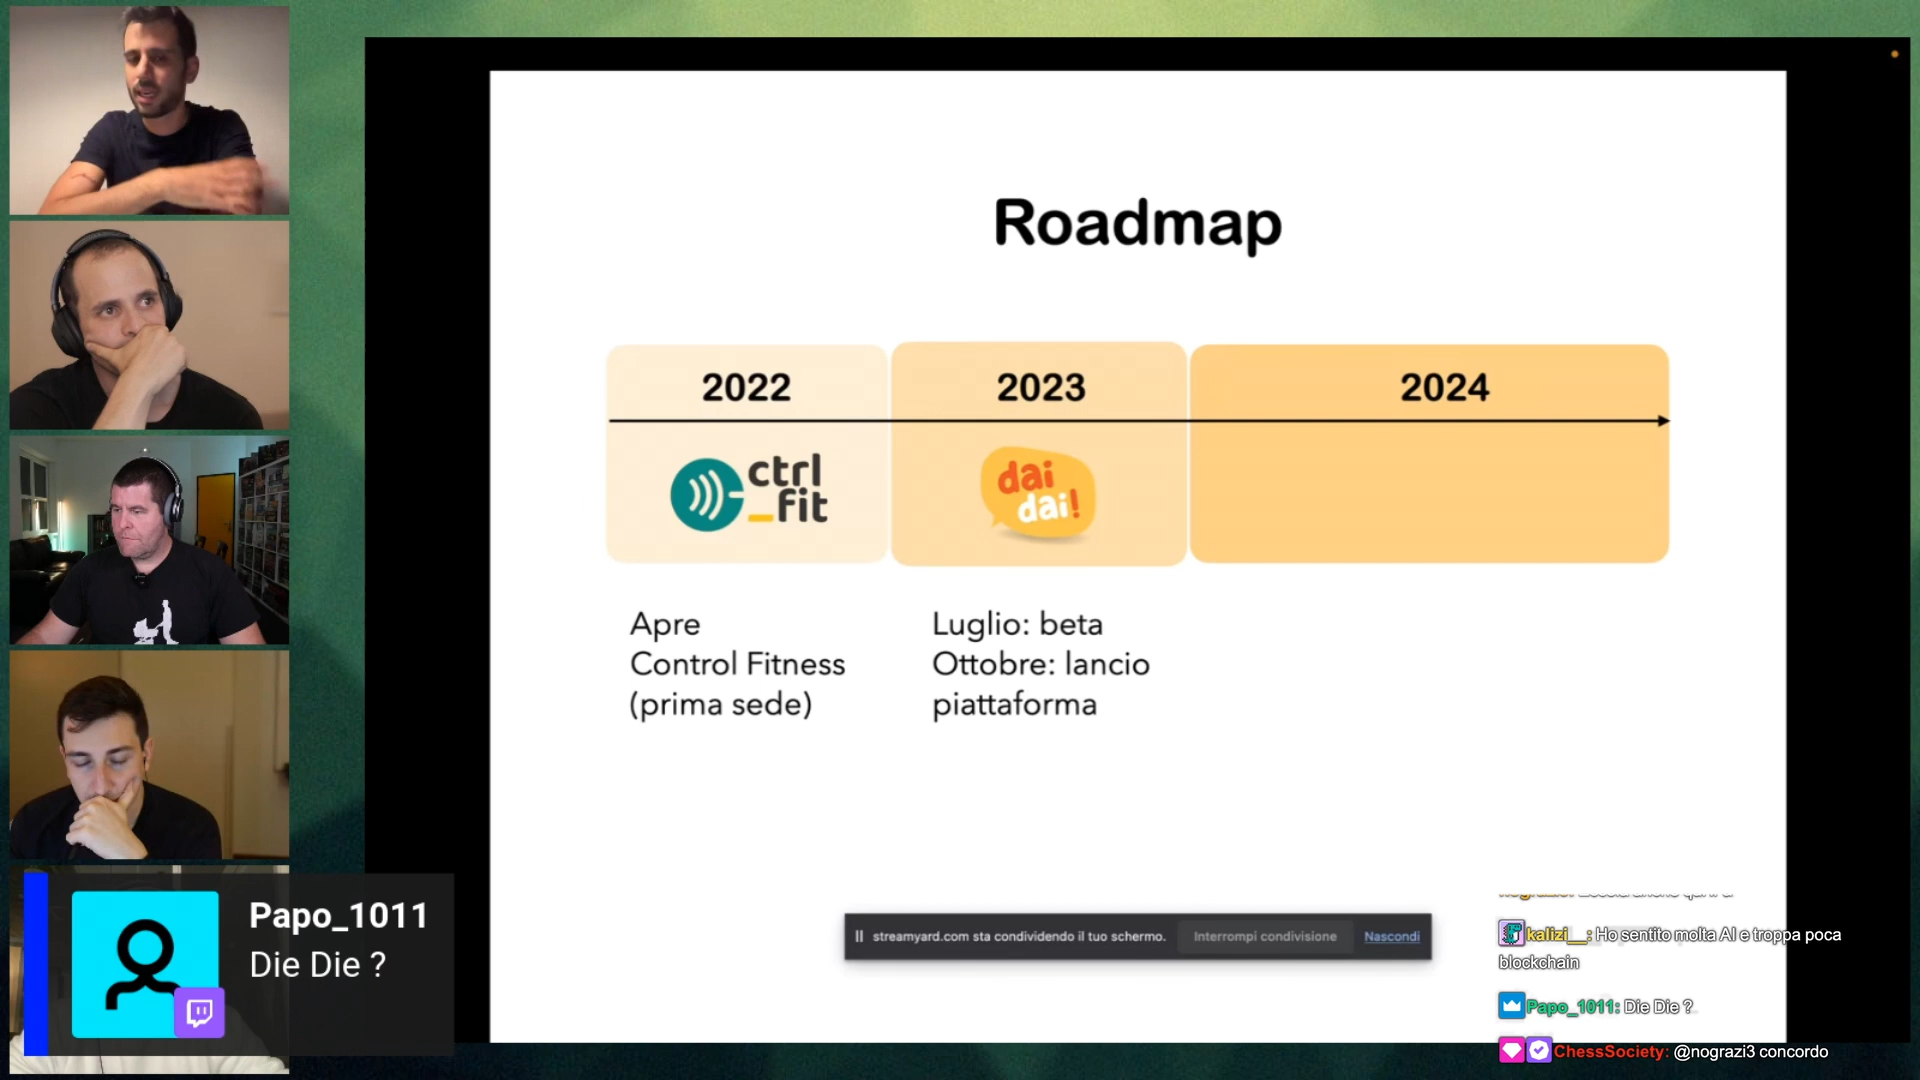 Roadmap
2022
2023
2024
ctrl
_fit
dai
dai!
Apre
Control Fitness
(prima sede)
Luglio: beta
Ottobre: lancio
piattaforma
streamyard.com sta condividendo il tuo schermo.
Interrompi condivisione
Nascondi
Papo_1011
Die Die ?
kalizi__: Ho sentito molta AI e troppa poca
blockchain
Papo_1011: Die Die ?
ChessSociety: @nograzi3 concordo